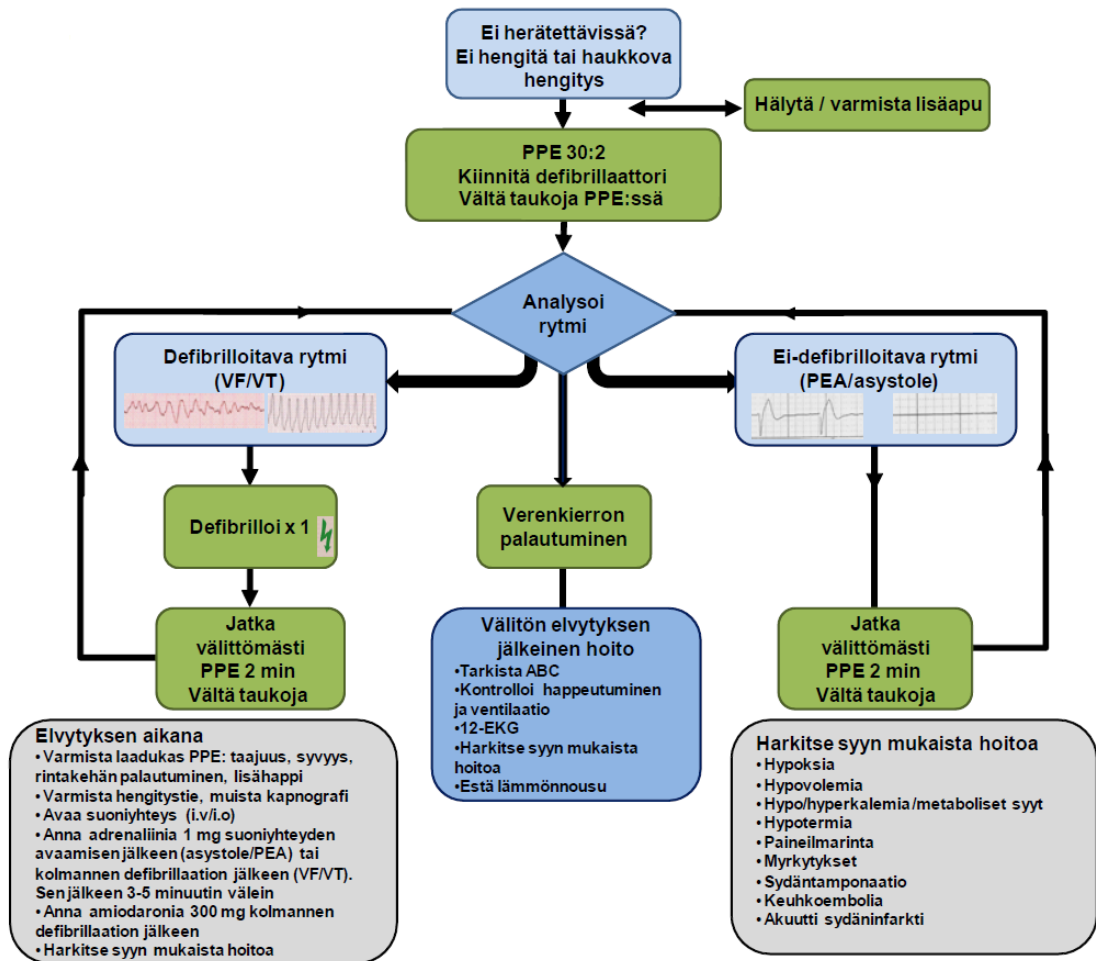 Ei herätettävissä?
Ei hengitä tai haukkova
hengitys
Hälytä / varmista lisäapu
PPE 30:2
Kiinnitä defibrillaattori
Vältä taukoja PPE:ssä
Analysoi
rytmi
Defibrilloitava rytmi
(VF/VT)
Ei-defibrilloitava rytmi
(PEA/asystole)
Defibrilloi x 1
Verenkierron
palautuminen
Jatka
välittömästi
PPE 2 min
Vältä taukoja
Välitön elvytyksen
jälkeinen hoito
•Tarkista ABC
•Kontrolloi happeutuminen
ja ventilaatio
•12-EKG
•Harkitse syyn mukaista
hoitoa
•Estä lämmönnousu
Jatka
välittömästi
PPE 2 min
Vältä taukoja
Elvytyksen aikana
• Varmista laadukas PPE: taajuus, syvyys,
rintakehän palautuminen, lisähappi
• Varmista hengitystie, muista kapnografi
• Avaa suoniyhteys (i.v/i.o)
• Anna adrenaliinia 1 mg suoniyhteyden
avaamisen jälkeen (asystole/PEA) tai
kolmannen defibrillaation jälkeen (VF/VT).
Sen jälkeen 3-5 minuutin välein
• Anna amiodaronia 300 mg kolmannen
defibrillaation jälkeen
• Harkitse syyn mukaista hoitoa
Harkitse syyn mukaista hoitoa
• Hypoksia
• Hypovolemia
• Hypo/hyperkalemia/metaboliset syyt
• Hypotermia
• Paineilmarinta
• Myrkytykset
• Sydäntamponaatio
• Keuhkoembolia
• Akuutti sydäninfarkti